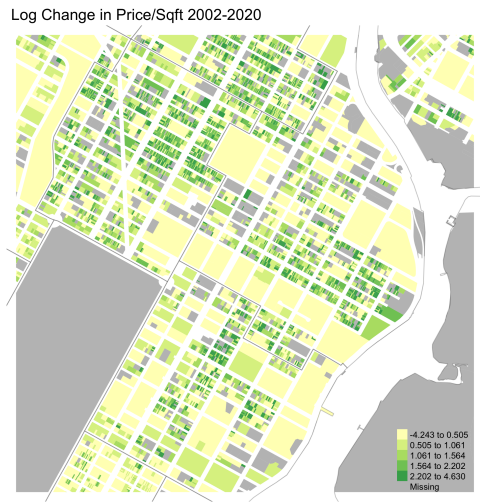 Log Change in Price/Sqft 2002-2020
-4.243 to 0.505
0.505 to 1.061
1.061 to 1.564
1.564 to 2.202
2.202 to 4.630
Missing